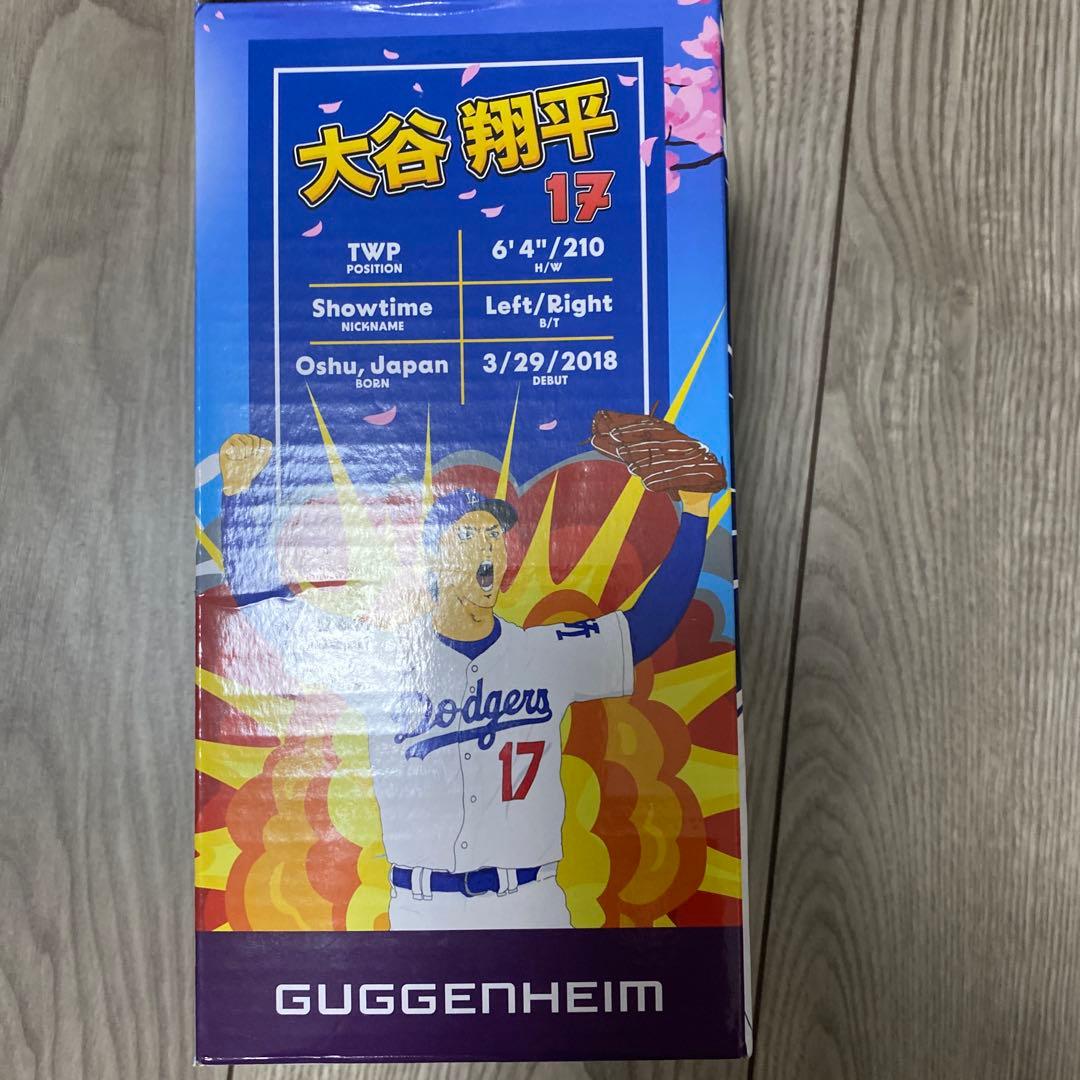 大谷 翔平
17
TWP
POSITION
6'4"/210
H/W
Showtime
NICKNAME
Left/Right
B/T
Oshu, Japan
BORN
3/29/2018
DEBUT
LA
LA
Dodgers
17
GUGGENHEIM